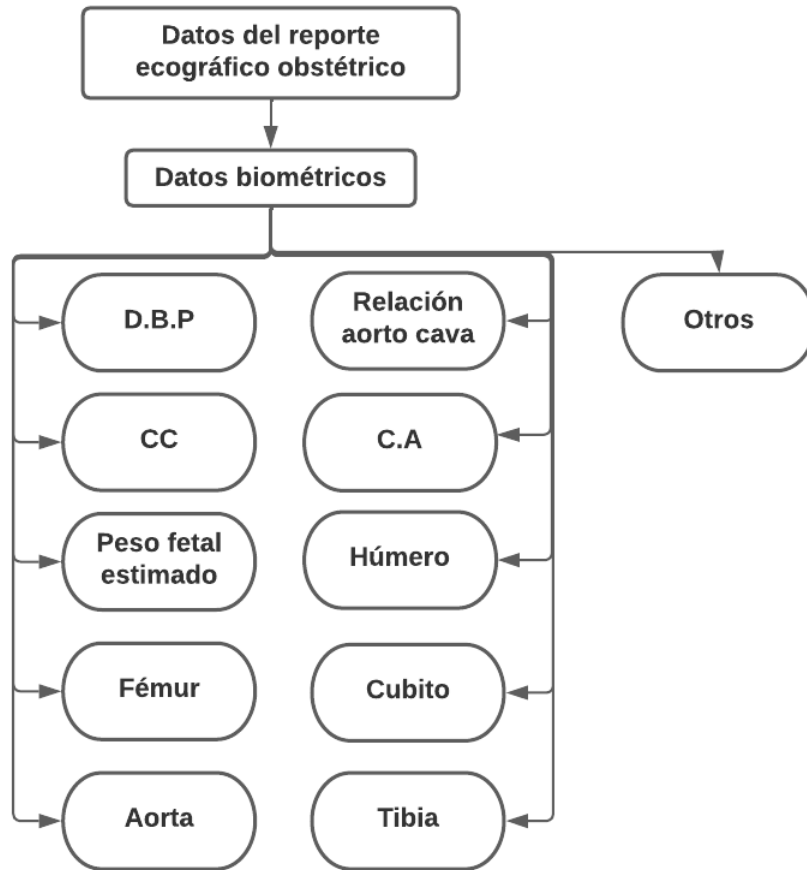 Datos del reporte
ecográfico obstétrico
Datos biométricos
D.B.P
Relación
aorto cava
Otros
CC
C.A
Peso fetal
estimado
Húmero
Fémur
Cubito
Aorta
Tibia